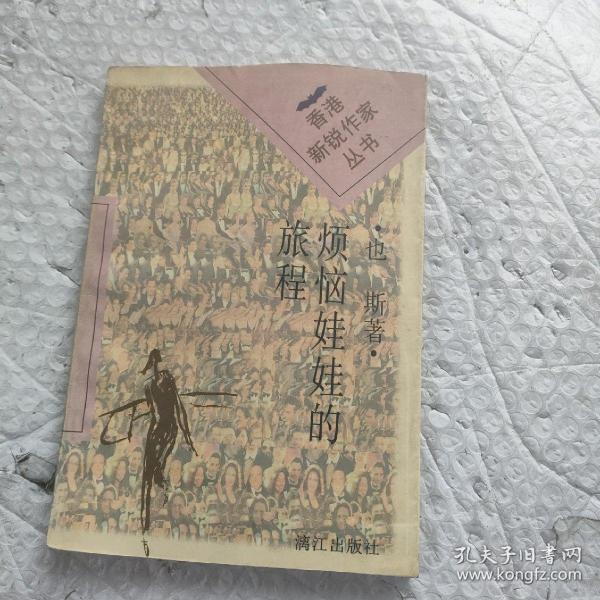 香港
新锐作家
丛书
·也 斯著·
烦恼娃娃的
旅程
漓江出版社
孔夫子旧书网
www.kongfz.com